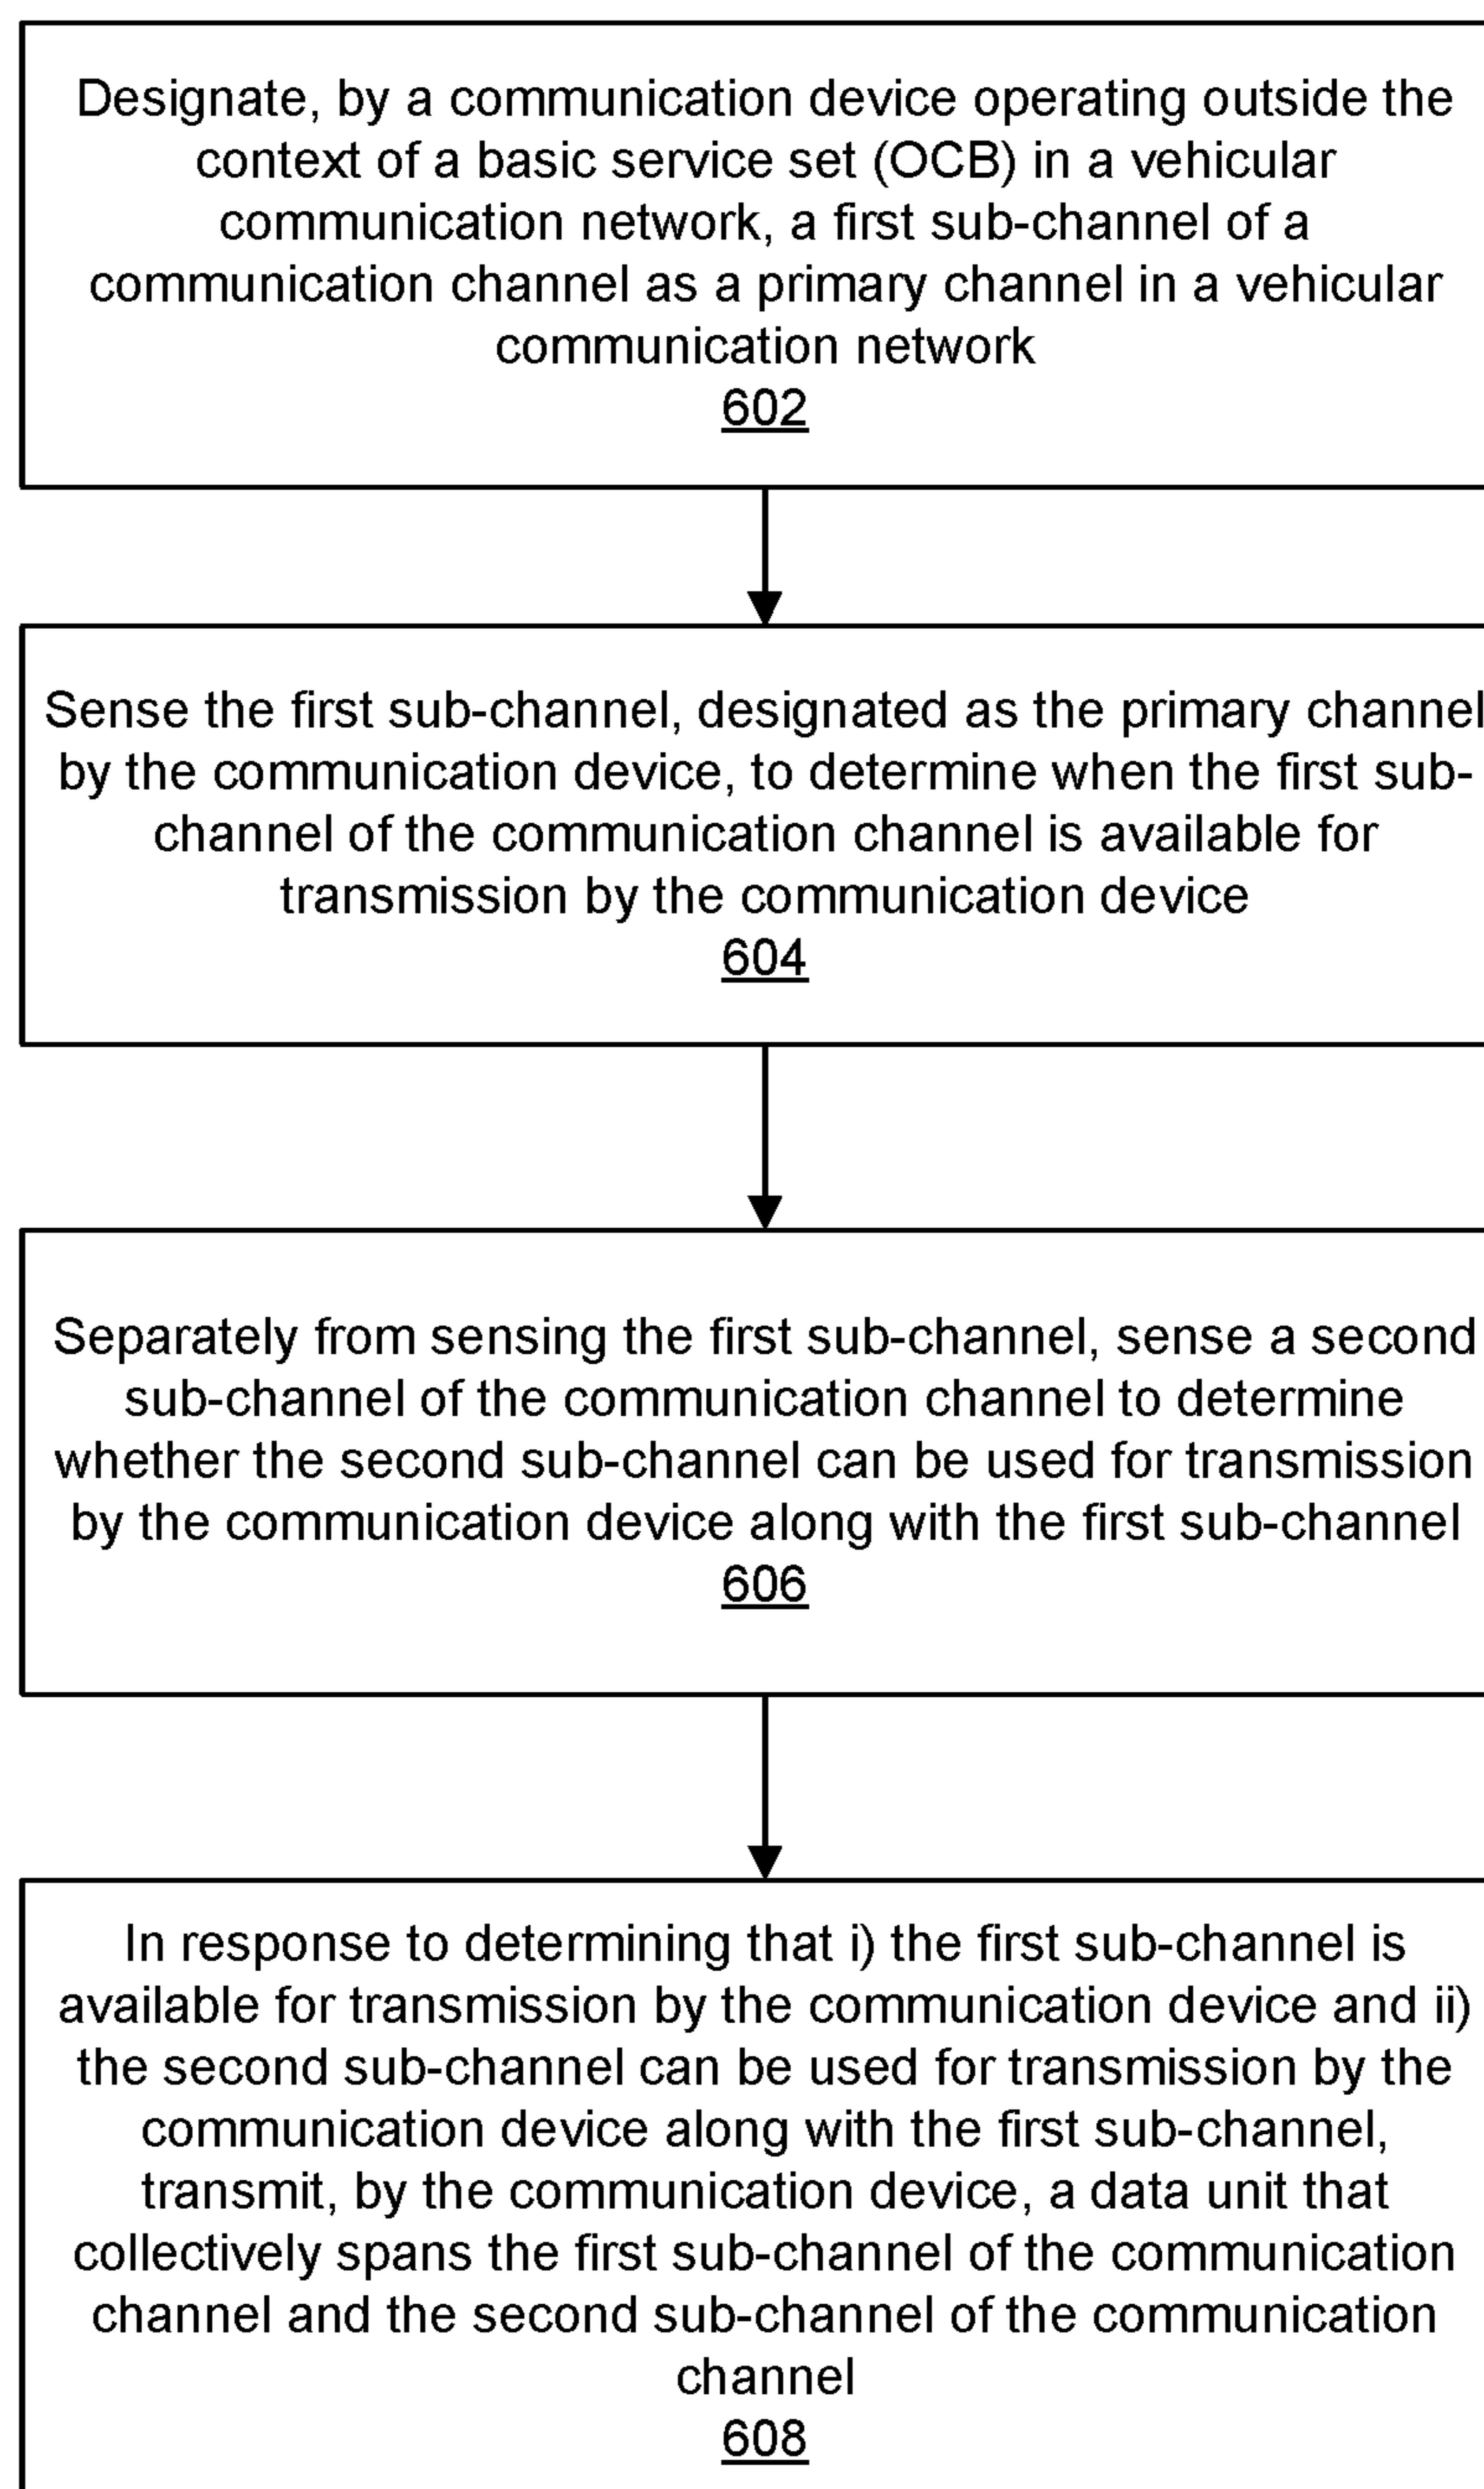 Designate, by a communication device operating outside the
context of a basic service set (OCB) in a vehicular
communication network, a first sub-channel of a
communication channel as a primary channel in a vehicular
communication network
602
Sense the first sub-channel, designated as the primary channel
by the communication device, to determine when the first sub-
channel of the communication channel is available for
transmission by the communication device
604
Separately from sensing the first sub-channel, sense a second
sub-channel of the communication channel to determine
whether the second sub-channel can be used for transmission
by the communication device along with the first sub-channel
606
In response to determining that i) the first sub-channel is
available for transmission by the communication device and ii)
the second sub-channel can be used for transmission by the
communication device along with the first sub-channel,
transmit, by the communication device, a data unit that
collectively spans the first sub-channel of the communication
channel and the second sub-channel of the communication
channel
608